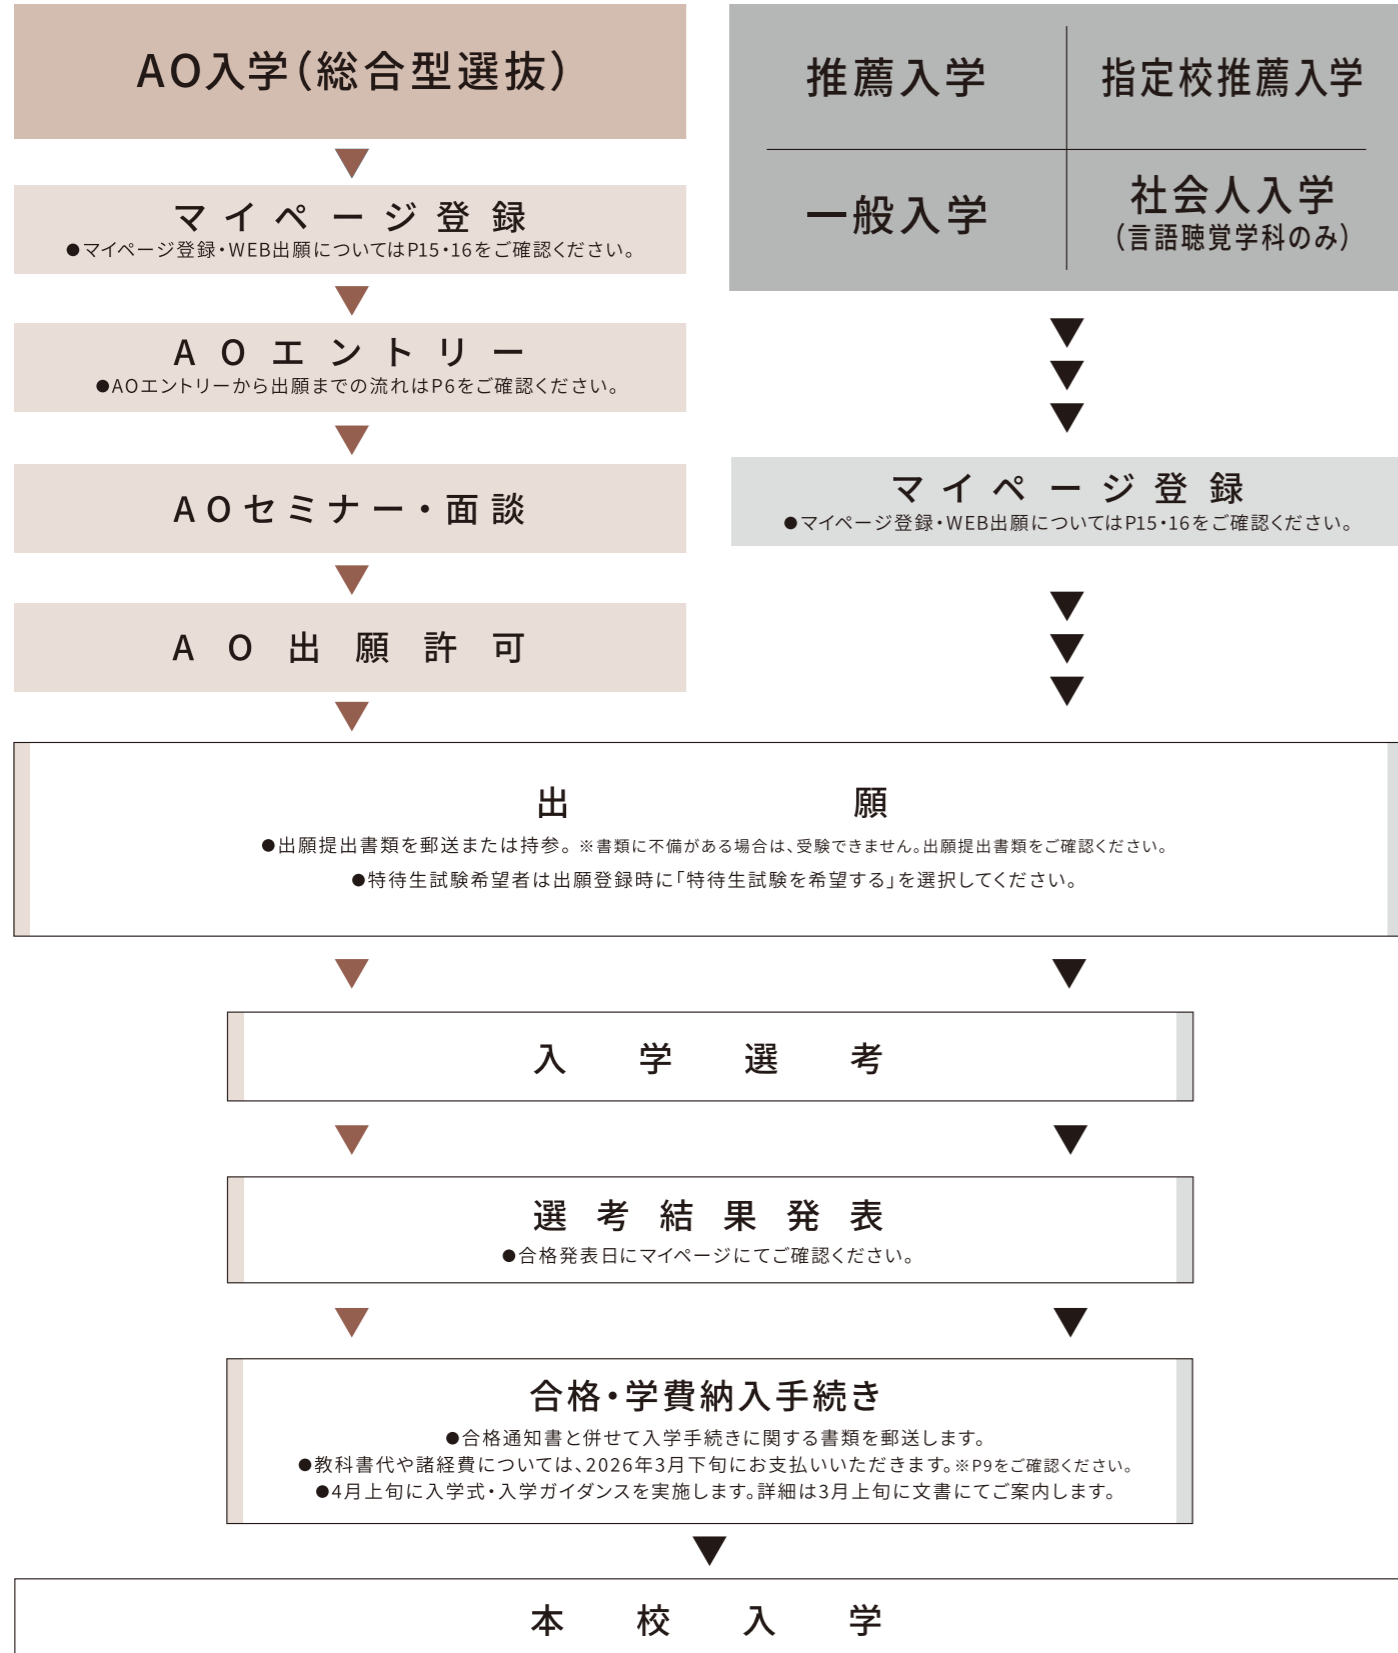 AO入学(総合型選抜)
マイページ登録
●マイページ登録・WEB出願についてはP15・16をご確認ください。
AOエントリー
●AOエントリーから出願までの流れはP6をご確認ください。
AOセミナー・面談
AO出願許可
推薦入学
指定校推薦入学
一般入学
社会人入学
(言語聴覚学科のみ)
マイページ登録
●マイページ登録・WEB出願についてはP15・16をご確認ください。
出願
●出願提出書類を郵送または持参。※書類に不備がある場合は、受験できません。出願提出書類をご確認ください。
●特待生試験希望者は出願登録時に「特待生試験を希望する」を選択してください。
入学選考
選考結果発表
●合格発表日にマイページにてご確認ください。
合格・学費納入手続き
●合格通知書と併せて入学手続きに関する書類を郵送します。
●教科書代や諸経費については、2026年3月下旬にお支払いいただきます。※P9をご確認ください。
●4月上旬に入学式・入学ガイダンスを実施します。詳細は3月上旬に文書にてご案内します。
本校入学